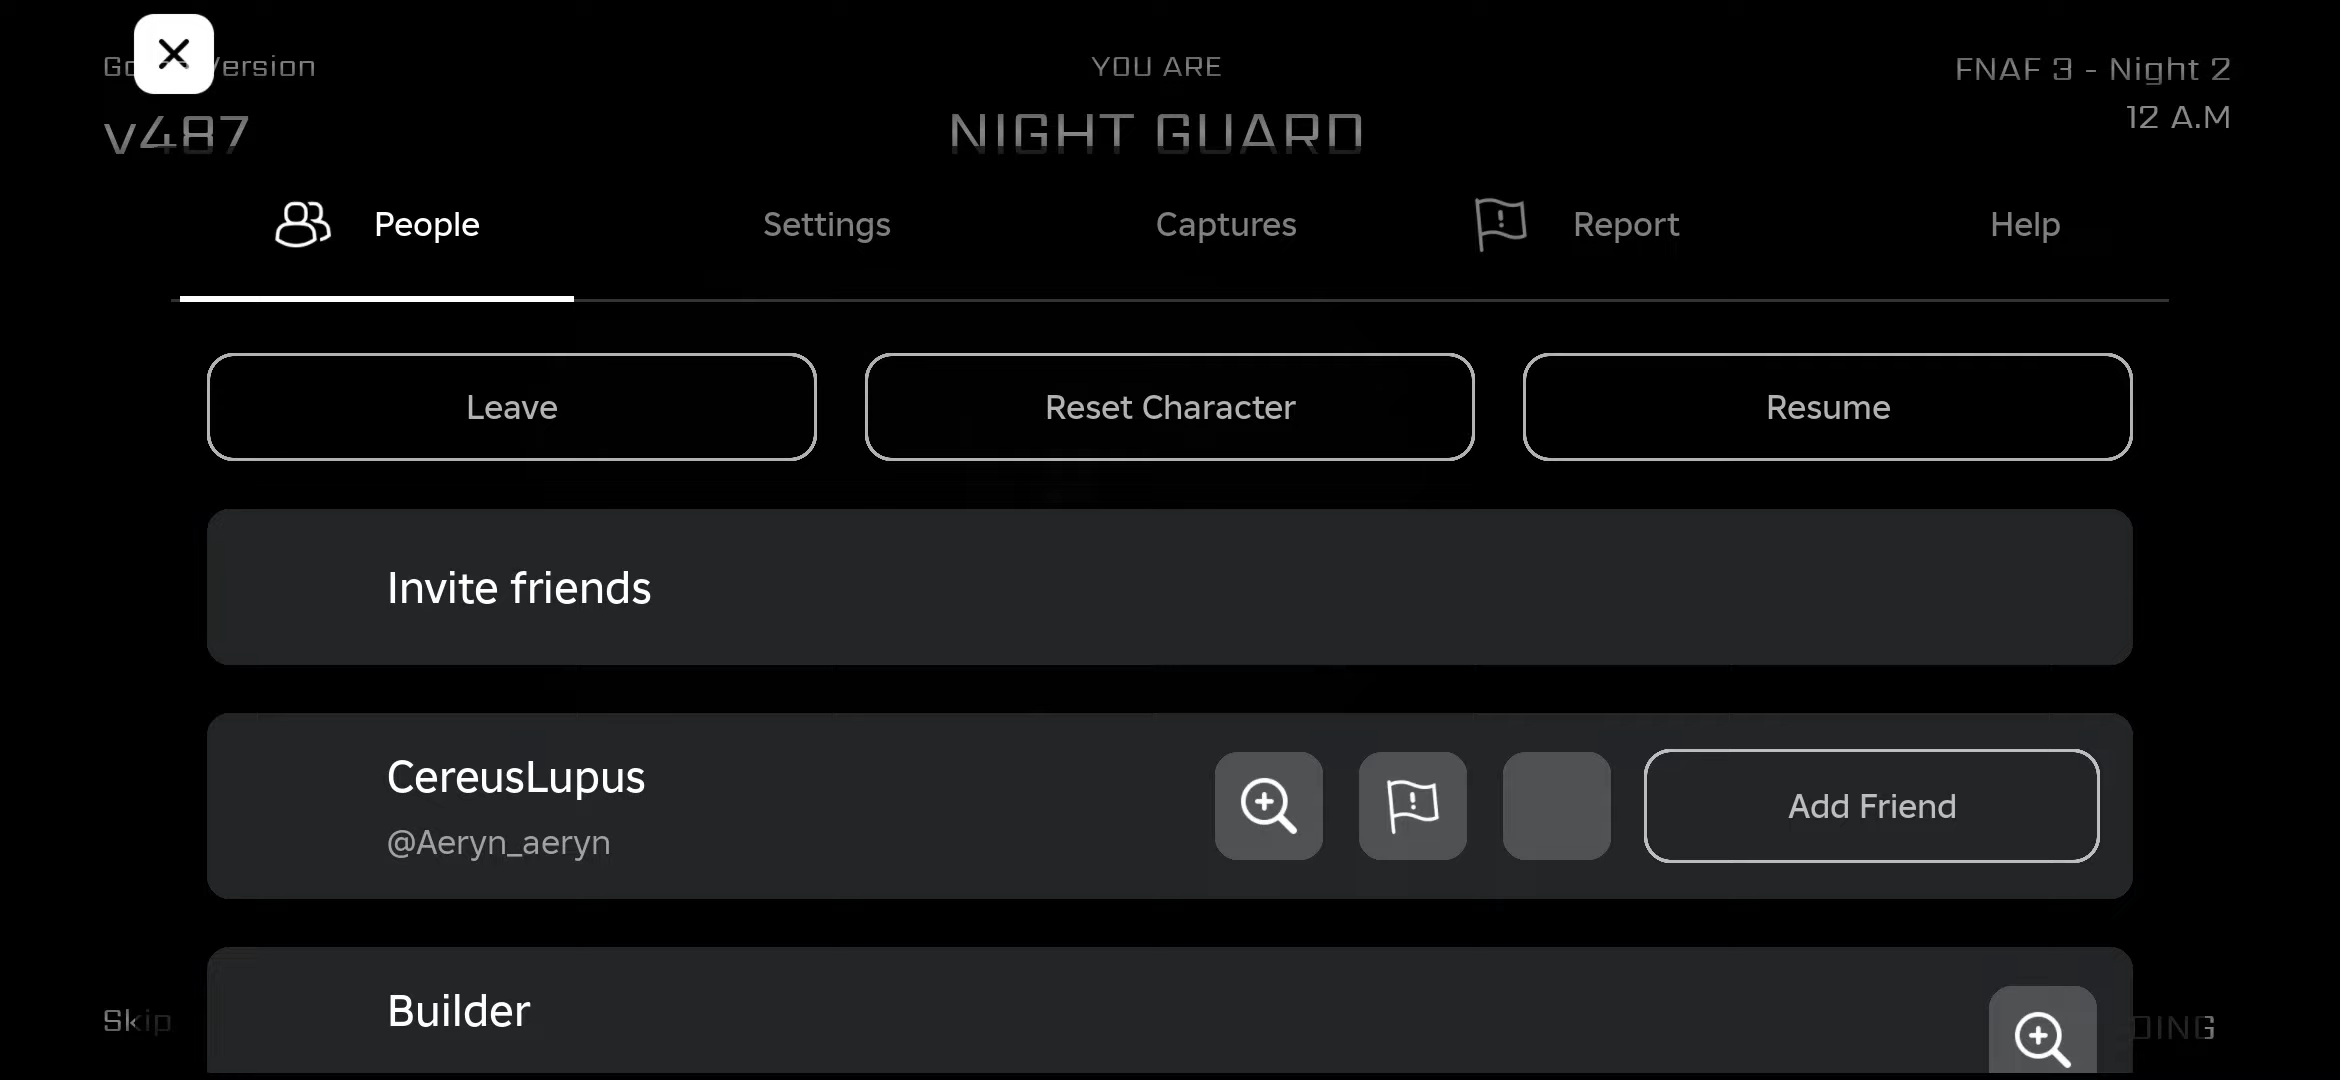 YOU ARE
FNAF 3 - Night 2
v487
NIGHT GUARD
12 A.M
People
Settings
Captures
Report
Help
Leave
Reset Character
Resume
Invite friends
CereusLupus
@Aeryn_aeryn
Add Friend
Builder
Skip